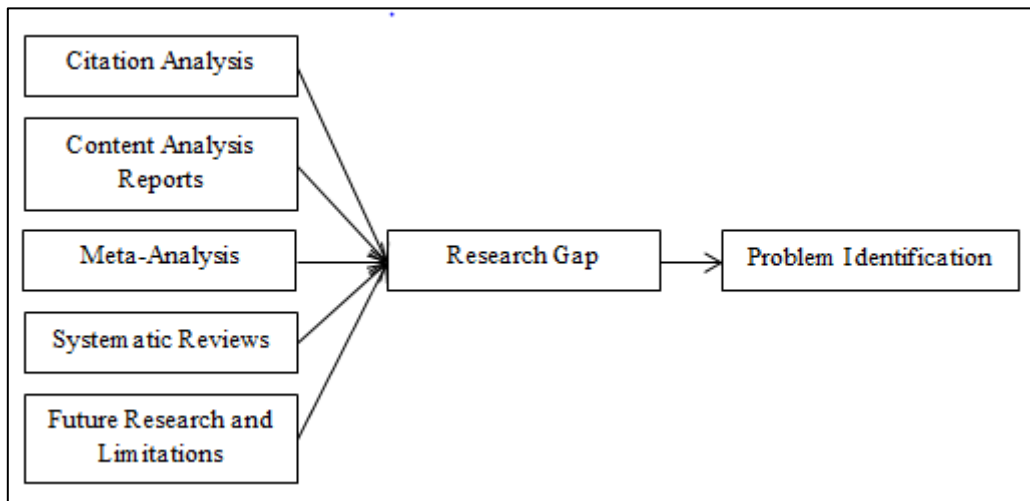 Citation Analysis
Content Analysis
Reports
Meta-Analysis
Research Gap
Problem Identification
Systematic Reviews
Future Research and
Limitations